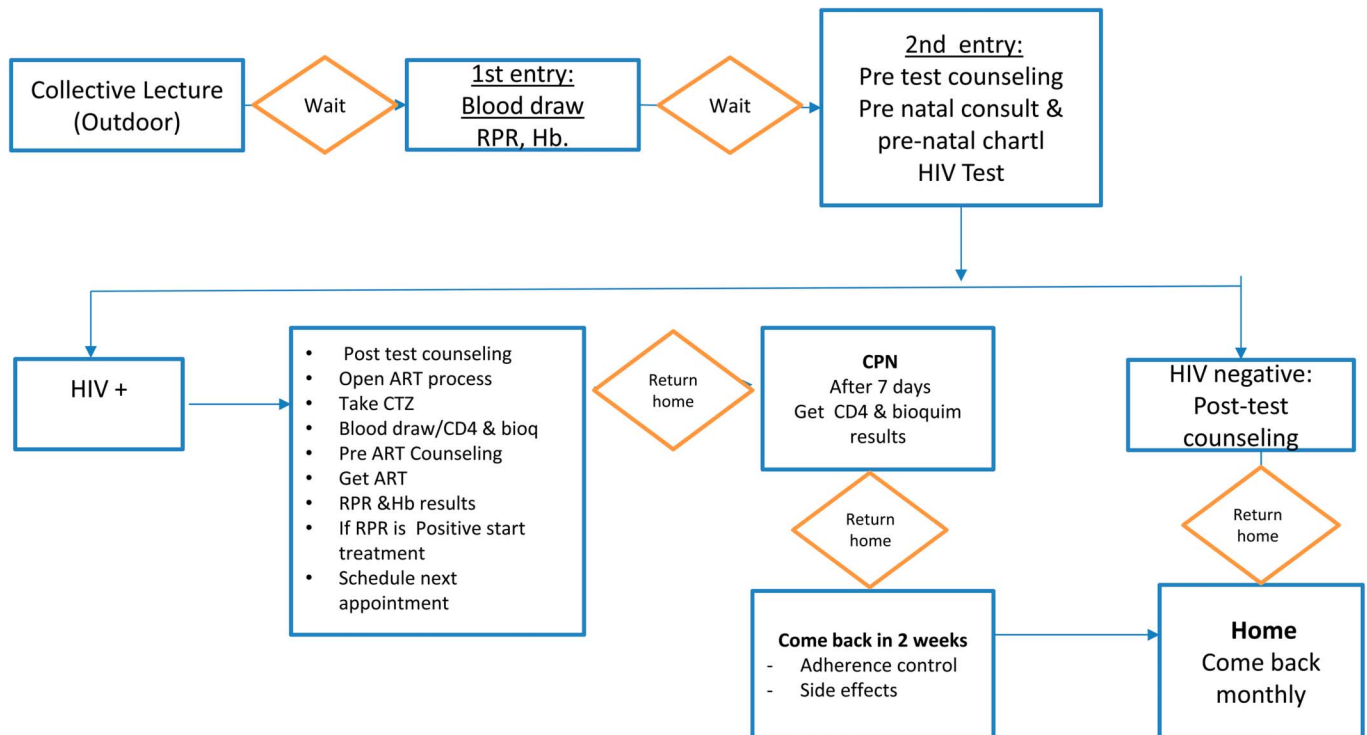 Collective Lecture
(Outdoor)
Wait
1st entry:
Blood draw
RPR, Hb.
Wait
2nd entry:
Pre test counseling
Pre natal consult &
pre-natal chartl
HIV Test
HIV +
• Post test counseling
• Open ART process
• Take CTZ
• Blood draw/CD4 & bioq
• Pre ART Counseling
• Get ART
• RPR &Hb results
• If RPR is Positive start
treatment
• Schedule next
appointment
Return
home
CPN
After 7 days
Get CD4 & bioquim
results
Return
home
Come back in 2 weeks
- Adherence control
- Side effects
HIV negative:
Post-test
counseling
Return
home
Home
Come back
monthly